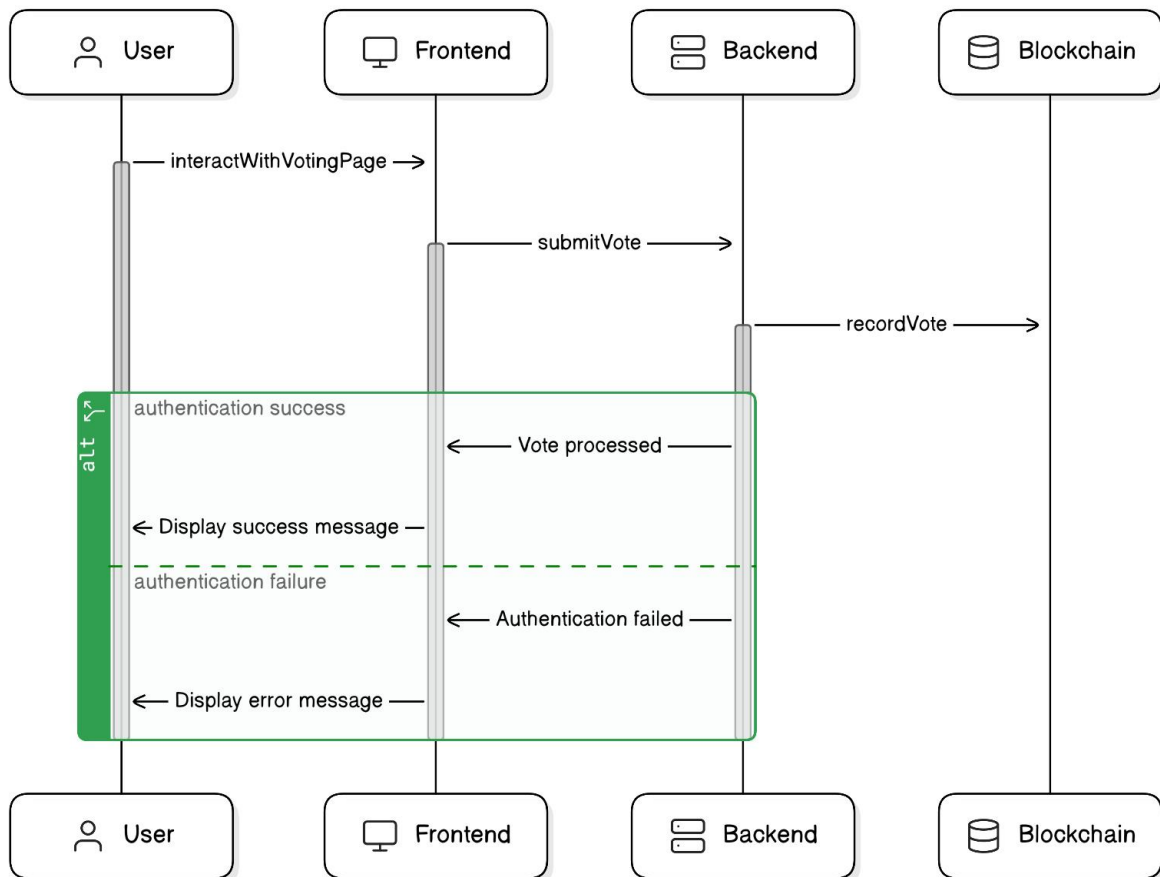 User
Frontend
Backend
Blockchain
interactWithVotingPage
submitVote
recordVote
alt
authentication success
Vote processed
Display success message
authentication failure
Authentication failed
Display error message
User
Frontend
Backend
Blockchain